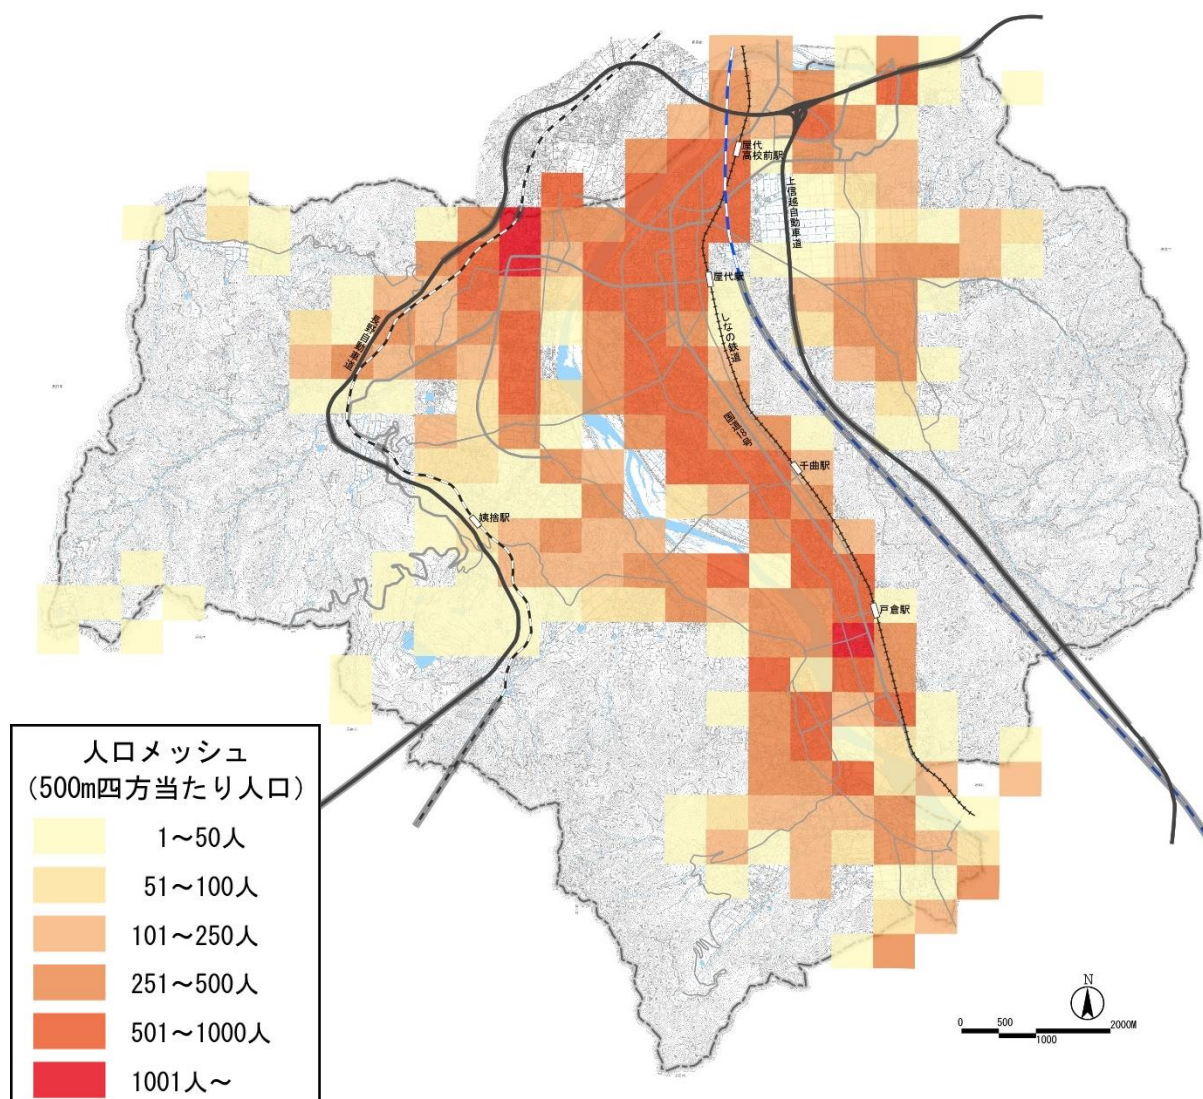 屋代
高校前駅
上信越自動車道
屋代駅
しなの鉄道
長野自動車道
国道18号
千曲駅
姨捨駅
戸倉駅
人口メッシュ
(500m四方当たり人口)
1～50人
51～100人
101～250人
251～500人
501～1000人
1001人～
N
0 500 2000M
1000